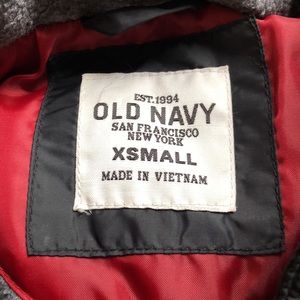 EST. 1994
OLD NAVY
SAN FRANCISCO
NEW YORK
XSMALL
MADE IN VIETNAM